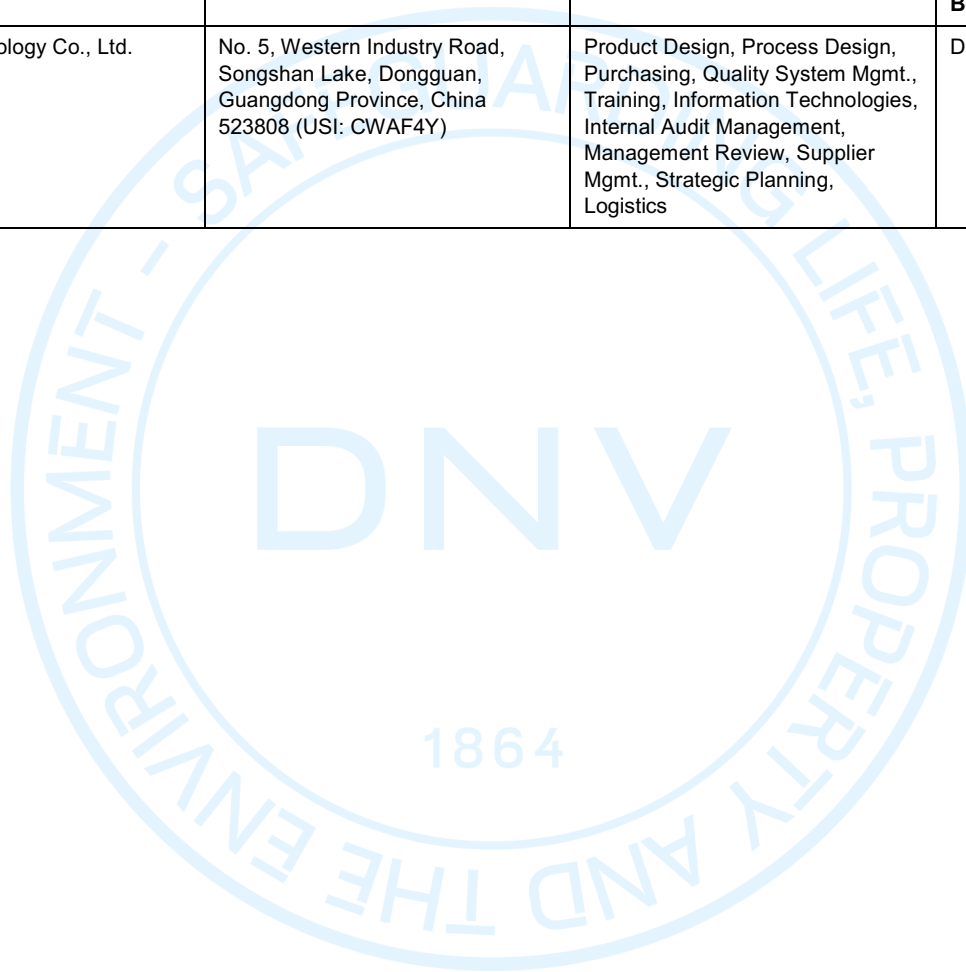 B
ology Co., Ltd.
No. 5, Western Industry Road,
Songshan Lake, Dongguan,
Guangdong Province, China
523808 (USI: CWAF4Y)
Product Design, Process Design,
Purchasing, Quality System Mgmt.,
Training, Information Technologies,
Internal Audit Management,
Management Review, Supplier
Mgmt., Strategic Planning,
Logistics
D
SAFEGUARDING LIFE, PROPERTY AND THE ENVIRONMENT –
DNV
1864